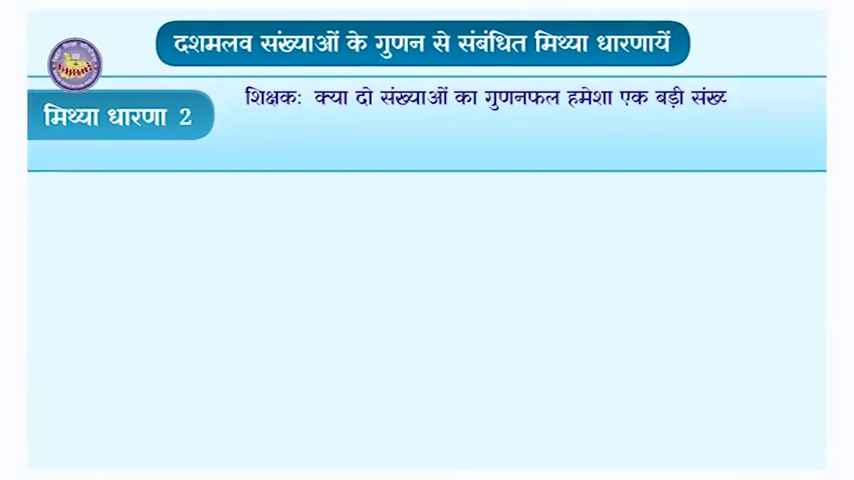 दशमलव संख्याओं के गुणन से संबंधित मिथ्या धारणायें
मिथ्या धारणा 2
शिक्षक: क्या दो संख्याओं का गुणनफल हमेशा एक बड़ी